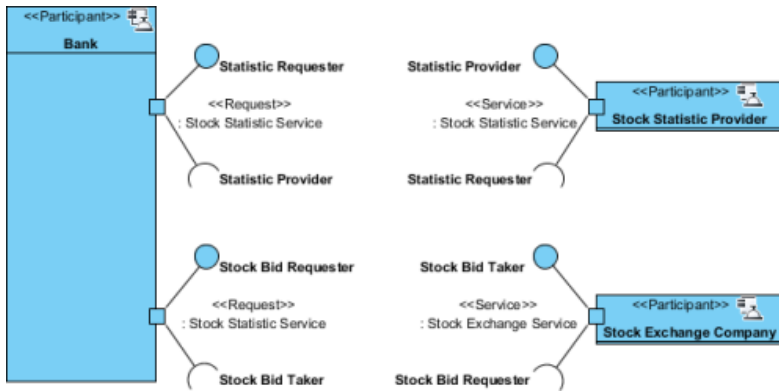 <<Participant>>
Bank
Statistic Requester
<<Request>>
: Stock Statistic Service
Statistic Provider
Stock Bid Requester
<<Request>>
: Stock Statistic Service
Stock Bid Taker
Statistic Provider
<<Service>>
: Stock Statistic Service
Statistic Requester
<<Participant>>
Stock Statistic Provider
Stock Bid Taker
<<Service>>
: Stock Exchange Service
Stock Bid Requester
<<Participant>>
Stock Exchange Company